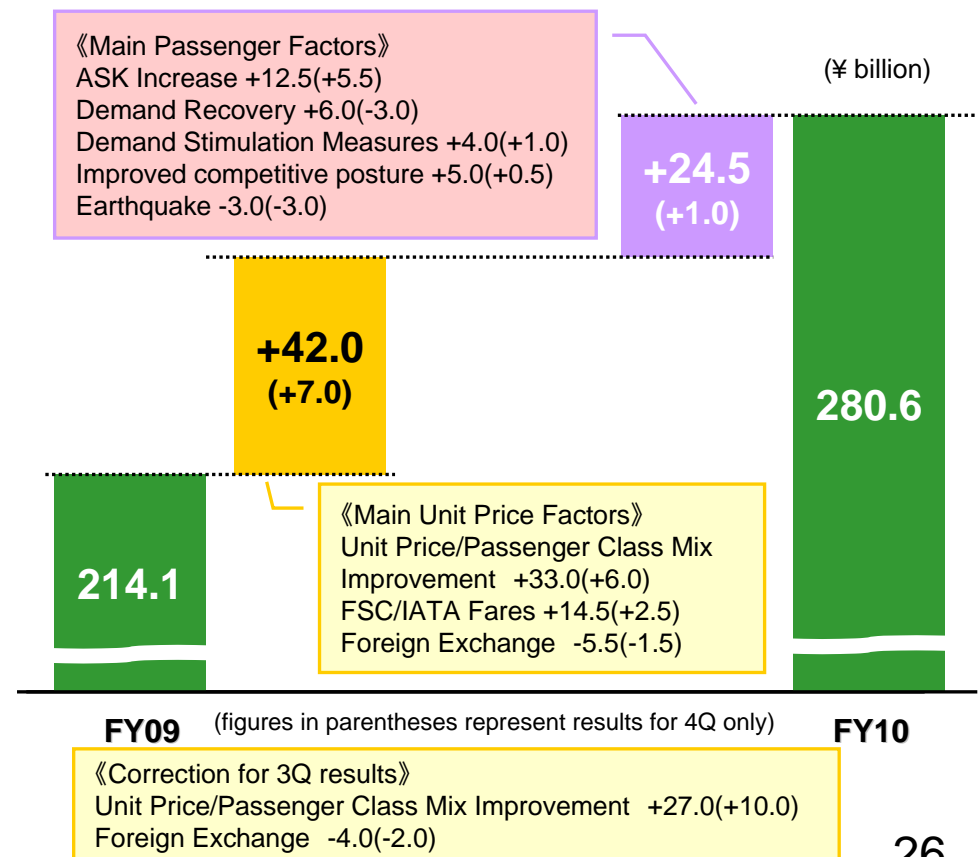 《Main Passenger Factors》
ASK Increase +12.5(+5.5)
Demand Recovery +6.0(-3.0)
Demand Stimulation Measures +4.0(+1.0)
Improved competitive posture +5.0(+0.5)
Earthquake -3.0(-3.0)
(¥ billion)
+24.5
(+1.0)
+42.0
(+7.0)
280.6
《Main Unit Price Factors》
Unit Price/Passenger Class Mix
Improvement +33.0(+6.0)
FSC/IATA Fares +14.5(+2.5)
Foreign Exchange -5.5(-1.5)
214.1
FY09
(figures in parentheses represent results for 4Q only)
FY10
《Correction for 3Q results》
Unit Price/Passenger Class Mix Improvement +27.0(+10.0)
Foreign Exchange -4.0(-2.0)
26